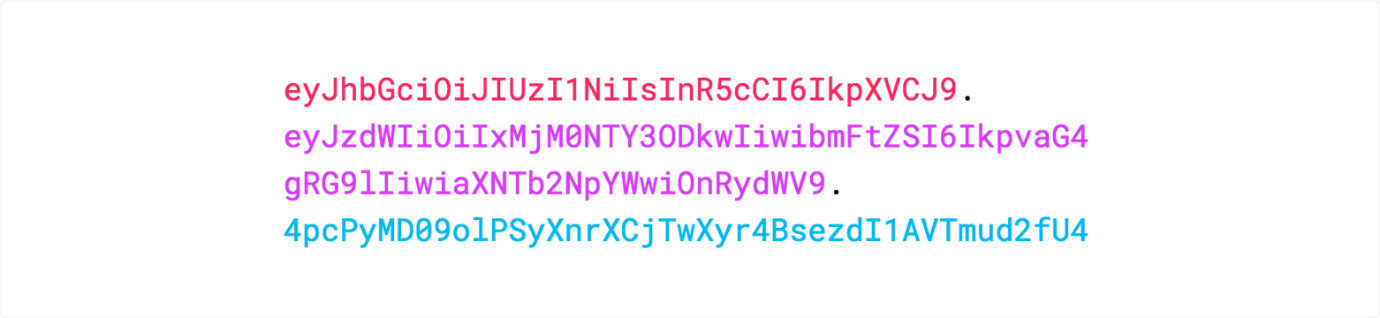 eyJhbGciOiJIUzI1NiIsInR5cCI6IkpXVCJ9.
eyJzdWIiOiIxMjM0NTY3ODkwIiwibmFtZSI6IkpvaG4
gRG9lIiwiaXNTb2NpYWwiOnRydWV9.
4pcPyMD09olPSyXnrXCjTwXyr4BsezdI1AVTmud2fU4